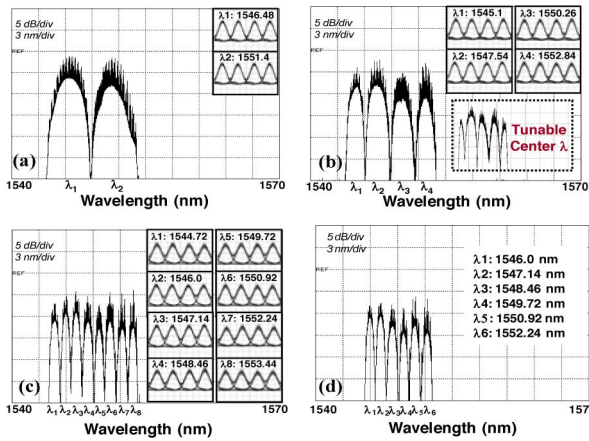 5 dB/div
3 nm/div
REF
λ1: 1546.48
λ2: 1551.4
(a)
1540
λ1
λ2
1570
Wavelength (nm)
5 dB/div
3 nm/div
REF
λ1: 1545.1
λ3: 1550.26
λ2: 1547.54
λ4: 1552.84
Tunable
Center λ
(b)
1540
λ1 λ2 λ3 λ4
1570
Wavelength (nm)
5 dB/div
3 nm/div
REF
λ1: 1544.72
λ5: 1549.72
λ2: 1546.0
λ6: 1550.92
λ3: 1547.14
λ7: 1552.24
λ4: 1548.46
λ8: 1553.44
(c)
1540
λ1 λ2 λ3 λ4 λ5 λ6 λ7 λ8
1570
Wavelength (nm)
5 dB/div
3 nm/div
REF
λ1: 1546.0 nm
λ2: 1547.14 nm
λ3: 1548.46 nm
λ4: 1549.72 nm
λ5: 1550.92 nm
λ6: 1552.24 nm
(d)
1540
λ1 λ2 λ3 λ4 λ5 λ6
1570
Wavelength (nm)